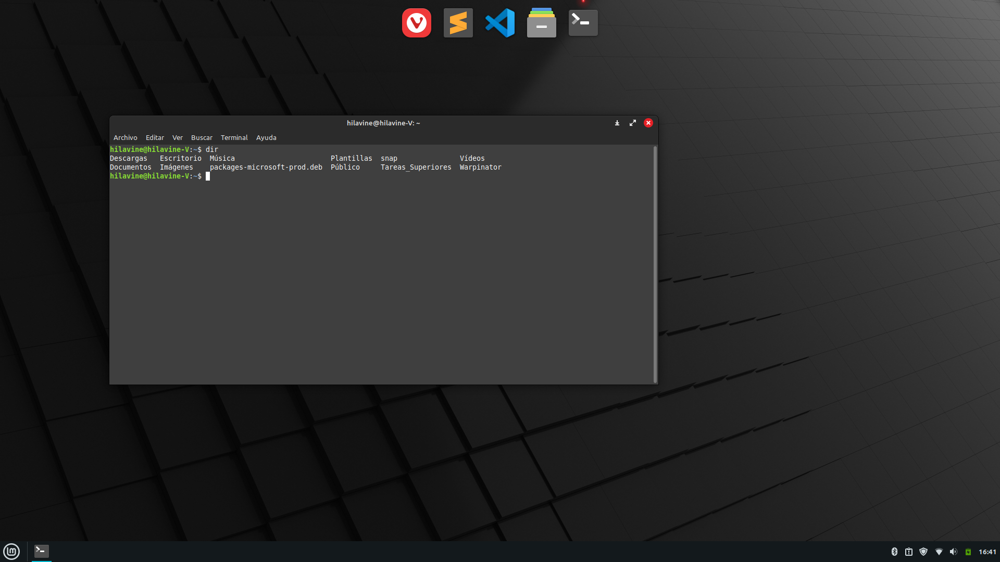 hilavine@hilavine-V: ~
Archivo Editar Ver Buscar Terminal Ayuda
hilavine@hilavine-V:~$ dir
Descargas Escritorio Música Plantillas snap Vídeos
Documentos Imágenes packages-microsoft-prod.deb Público Tareas_Superiores Warpinator
hilavine@hilavine-V:~$
16:41